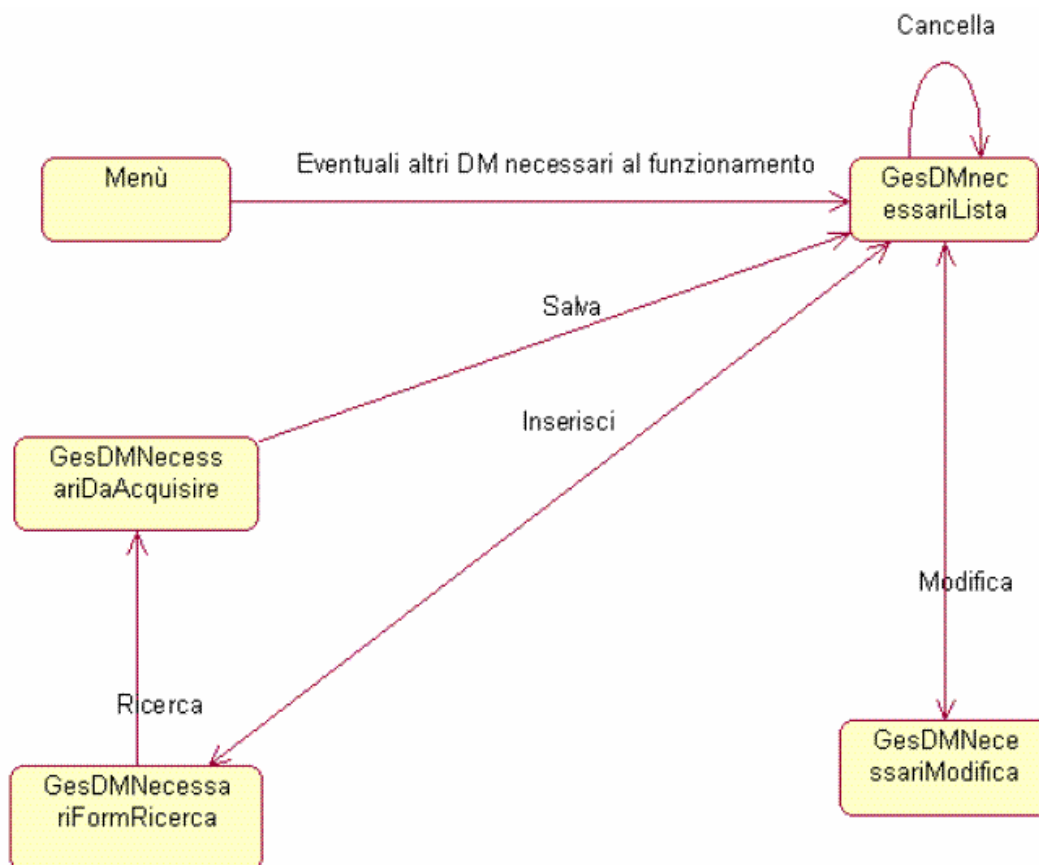 Cancella
Menù
Eventuali altri DM necessari al funzionamento
GesDMnec
essariLista
Salva
Inserisci
GesDMNecess
ariDaAcquisire
Modifica
Ricerca
GesDMNece
ssariModifica
GesDMNecessa
riFormRicerca